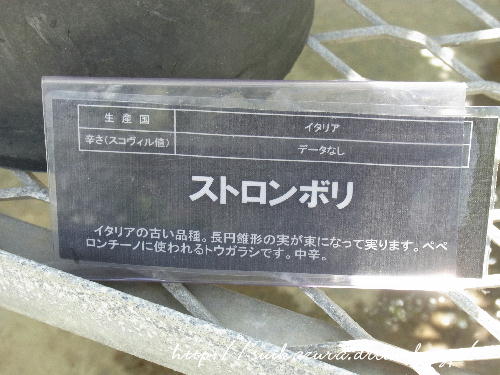 生産国 イタリア
辛さ(スコヴィル値) データなし
ストロンボリ
イタリアの古い品種。長円錐形の実が束になって実ります。ペペ
ロンチーノに使われるトウガラシです。中辛。